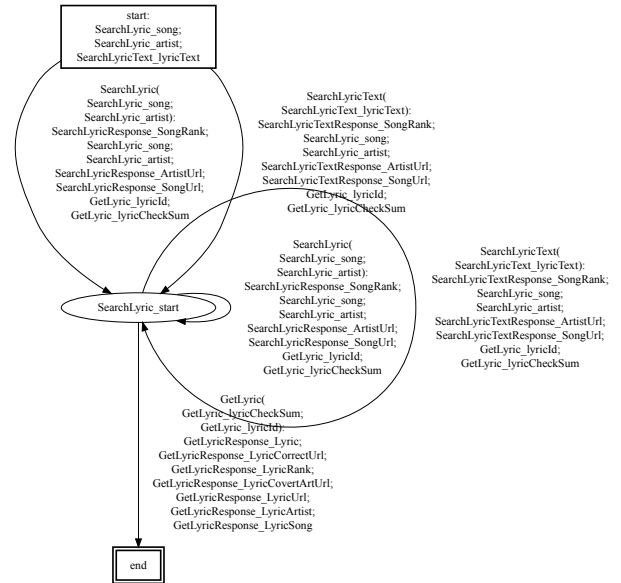 start:
SearchLyric_song;
SearchLyric_artist;
SearchLyricText_lyricText
SearchLyric(
SearchLyric_song;
SearchLyric_artist):
SearchLyricResponse_SongRank;
SearchLyric_song;
SearchLyric_artist;
SearchLyricResponse_ArtistUrl;
SearchLyricResponse_SongUrl;
GetLyric_lyricId;
GetLyric_lyricCheckSum
SearchLyricText(
SearchLyricText_lyricText):
SearchLyricTextResponse_SongRank;
SearchLyric_song;
SearchLyric_artist;
SearchLyricTextResponse_ArtistUrl;
SearchLyricTextResponse_SongUrl;
GetLyric_lyricId;
GetLyric_lyricCheckSum
SearchLyric_start
SearchLyric(
SearchLyric_song;
SearchLyric_artist):
SearchLyricResponse_SongRank;
SearchLyric_song;
SearchLyric_artist;
SearchLyricResponse_ArtistUrl;
SearchLyricResponse_SongUrl;
GetLyric_lyricId;
GetLyric_lyricCheckSum
SearchLyricText(
SearchLyricText_lyricText):
SearchLyricTextResponse_SongRank;
SearchLyric_song;
SearchLyric_artist;
SearchLyricTextResponse_ArtistUrl;
SearchLyricTextResponse_SongUrl;
GetLyric_lyricId;
GetLyric_lyricCheckSum
GetLyric(
GetLyric_lyricCheckSum;
GetLyric_lyricId):
GetLyricResponse_Lyric;
GetLyricResponse_LyricCorrectUrl;
GetLyricResponse_LyricRank;
GetLyricResponse_LyricCovertArtUrl;
GetLyricResponse_LyricUrl;
GetLyricResponse_LyricArtist;
GetLyricResponse_LyricSong
end